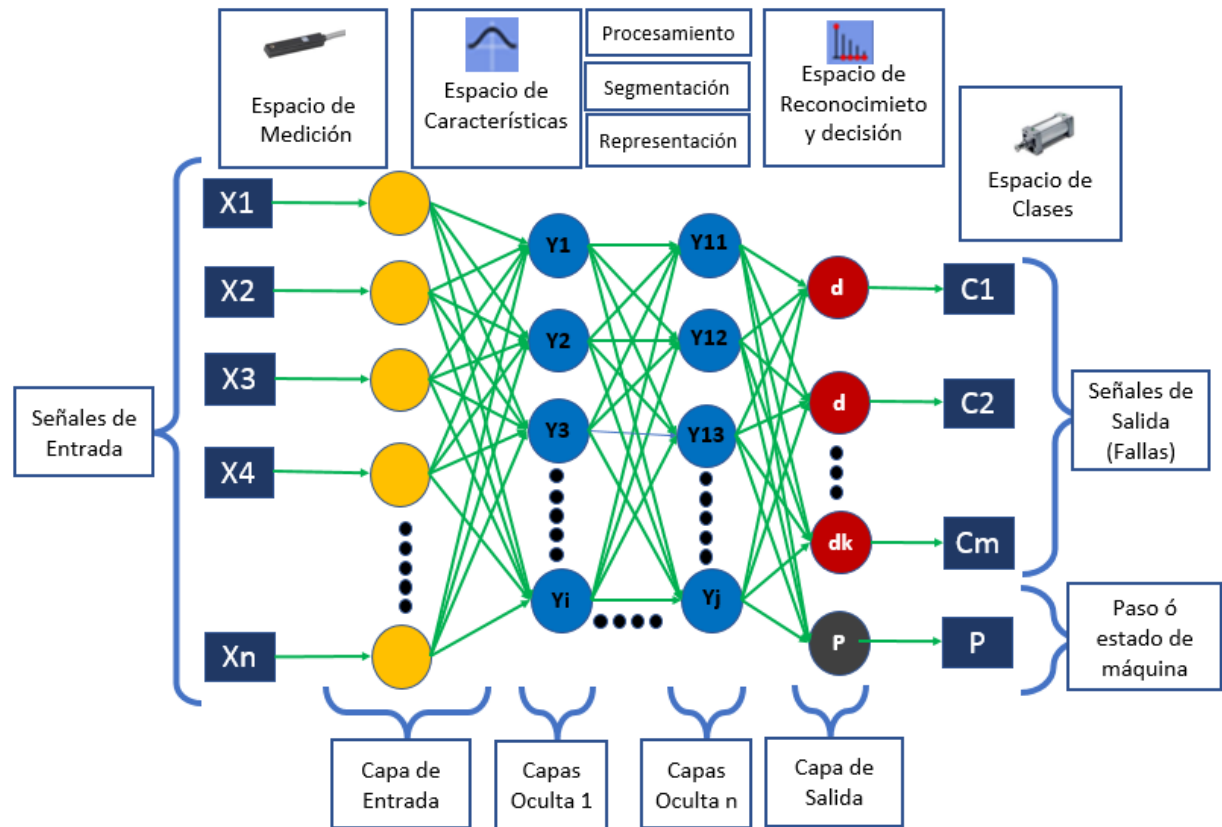 Espacio de
Medición
Espacio de
Características
Procesamiento
Segmentación
Representación
Espacio de
Reconocimieto
y decisión
Espacio de
Clases
Señales de
Entrada
X1
X2
X3
X4
Xn
Y1
Y2
Y3
Yi
Y11
Y12
Y13
Yj
d
d
dk
P
C1
C2
Cm
P
Señales de
Salida
(Fallas)
Paso ó
estado de
máquina
Capa de
Entrada
Capas
Oculta 1
Capas
Oculta n
Capa de
Salida